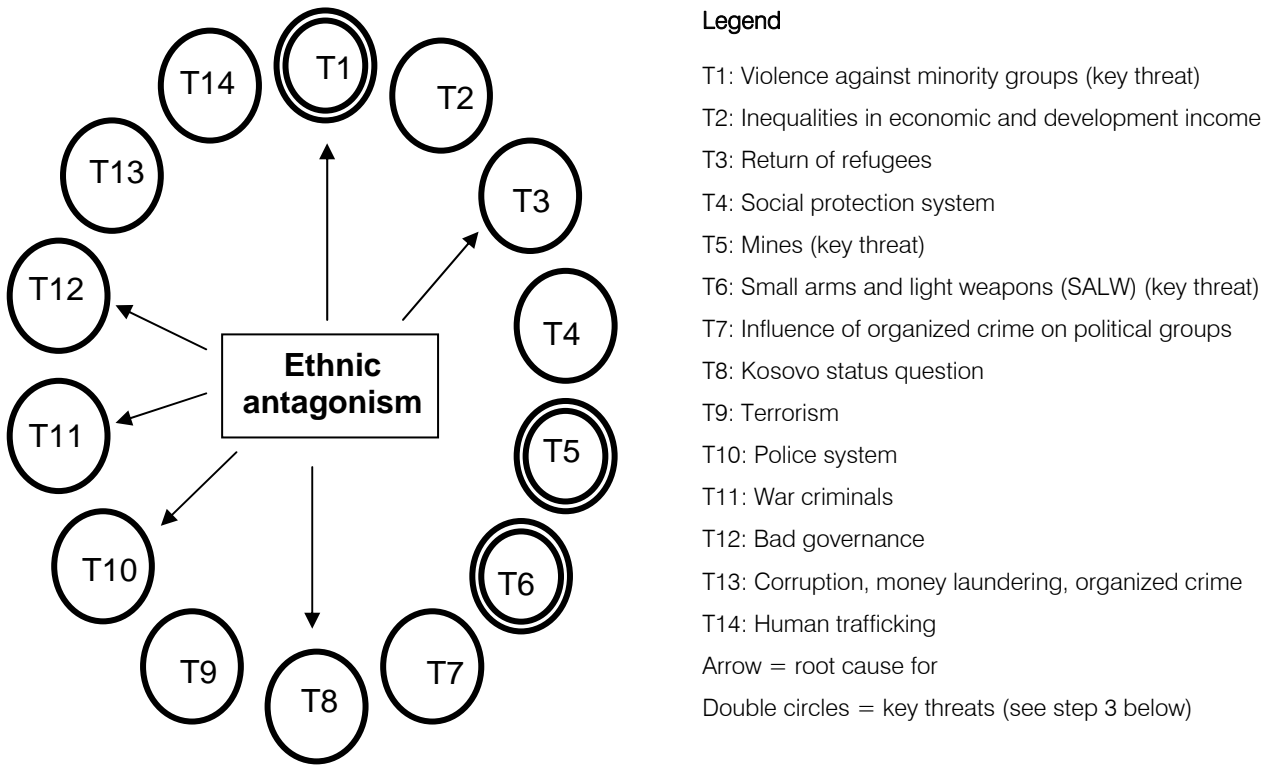 T1
T2
T3
T4
T5
T6
T7
T8
T9
T10
T11
T12
T13
T14
Ethnic
antagonism
Legend
T1: Violence against minority groups (key threat)
T2: Inequalities in economic and development income
T3: Return of refugees
T4: Social protection system
T5: Mines (key threat)
T6: Small arms and light weapons (SALW) (key threat)
T7: Influence of organized crime on political groups
T8: Kosovo status question
T9: Terrorism
T10: Police system
T11: War criminals
T12: Bad governance
T13: Corruption, money laundering, organized crime
T14: Human trafficking
Arrow = root cause for
Double circles = key threats (see step 3 below)